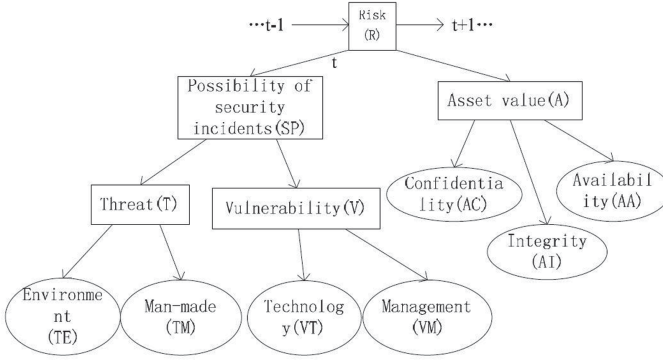 …t-1
Risk
(R)
t+1…
t
Possibility of
security
incidents(SP)
Asset value(A)
Threat(T)
Vulnerability(V)
Confidentia
lity(AC)
Availabil
ity(AA)
Integrity
(AI)
Environme
nt
(TE)
Man-made
(TM)
Technolog
y(VT)
Management
(VM)